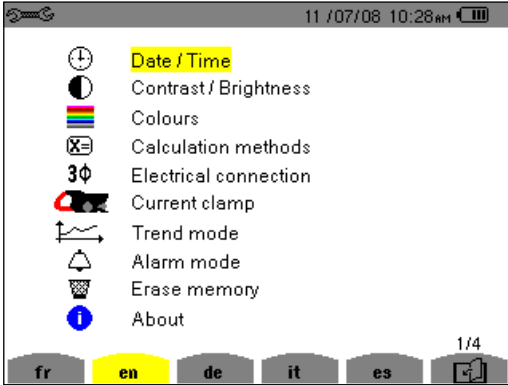 11 /07/08 10:28AM
Date / Time
Contrast / Brightness
Colours
X= Calculation methods
3Φ Electrical connection
Current clamp
Trend mode
Alarm mode
Erase memory
i About
1/4
fr en de it es